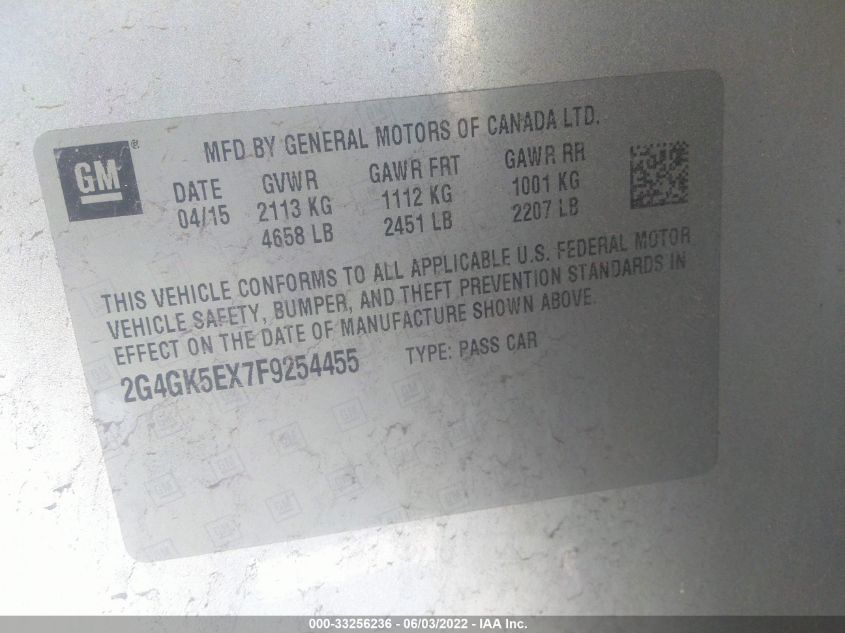 MFD BY GENERAL MOTORS OF CANADA LTD.
GM®
DATE GVWR GAWR FRT GAWR RR
04/15 2113 KG 1112 KG 1001 KG
4658 LB 2451 LB 2207 LB
THIS VEHICLE CONFORMS TO ALL APPLICABLE U.S. FEDERAL MOTOR
VEHICLE SAFETY, BUMPER, AND THEFT PREVENTION STANDARDS IN
EFFECT ON THE DATE OF MANUFACTURE SHOWN ABOVE.
2G4GK5EX7F9254455 TYPE: PASS CAR
000-33256236 - 06/03/2022 - IAA Inc.